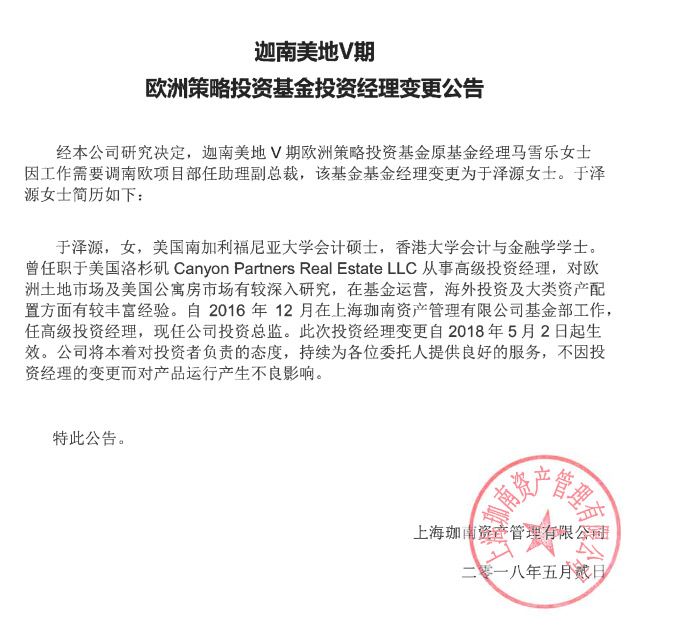 迦南美地V期
欧洲策略投资基金投资经理变更公告
经本公司研究决定，迦南美地 V 期欧洲策略投资基金原基金经理马雪乐女士
因工作需要调南欧项目部任助理副总裁，该基金基金经理变更为于泽源女士。于泽
源女士简历如下：
于泽源，女，美国南加利福尼亚大学会计硕士，香港大学会计与金融学学士。
曾任职于美国洛杉矶 Canyon Partners Real Estate LLC 从事高级投资经理，对欧
洲土地市场及美国公寓房市场有较深入研究，在基金运营，海外投资及大类资产配
置方面有较丰富经验。自 2016 年 12 月在上海珈南资产管理有限公司基金部工作，
任高级投资经理，现任公司投资总监。此次投资经理变更自 2018 年 5 月 2 日起生
效。公司将本着对投资者负责的态度，持续为各位委托人提供良好的服务，不因投
资经理的变更而对产品运行产生不良影响。
特此公告。
上海珈南资产管理有限公司
上海珈南资产管理有限公司
二零一八年五月贰日